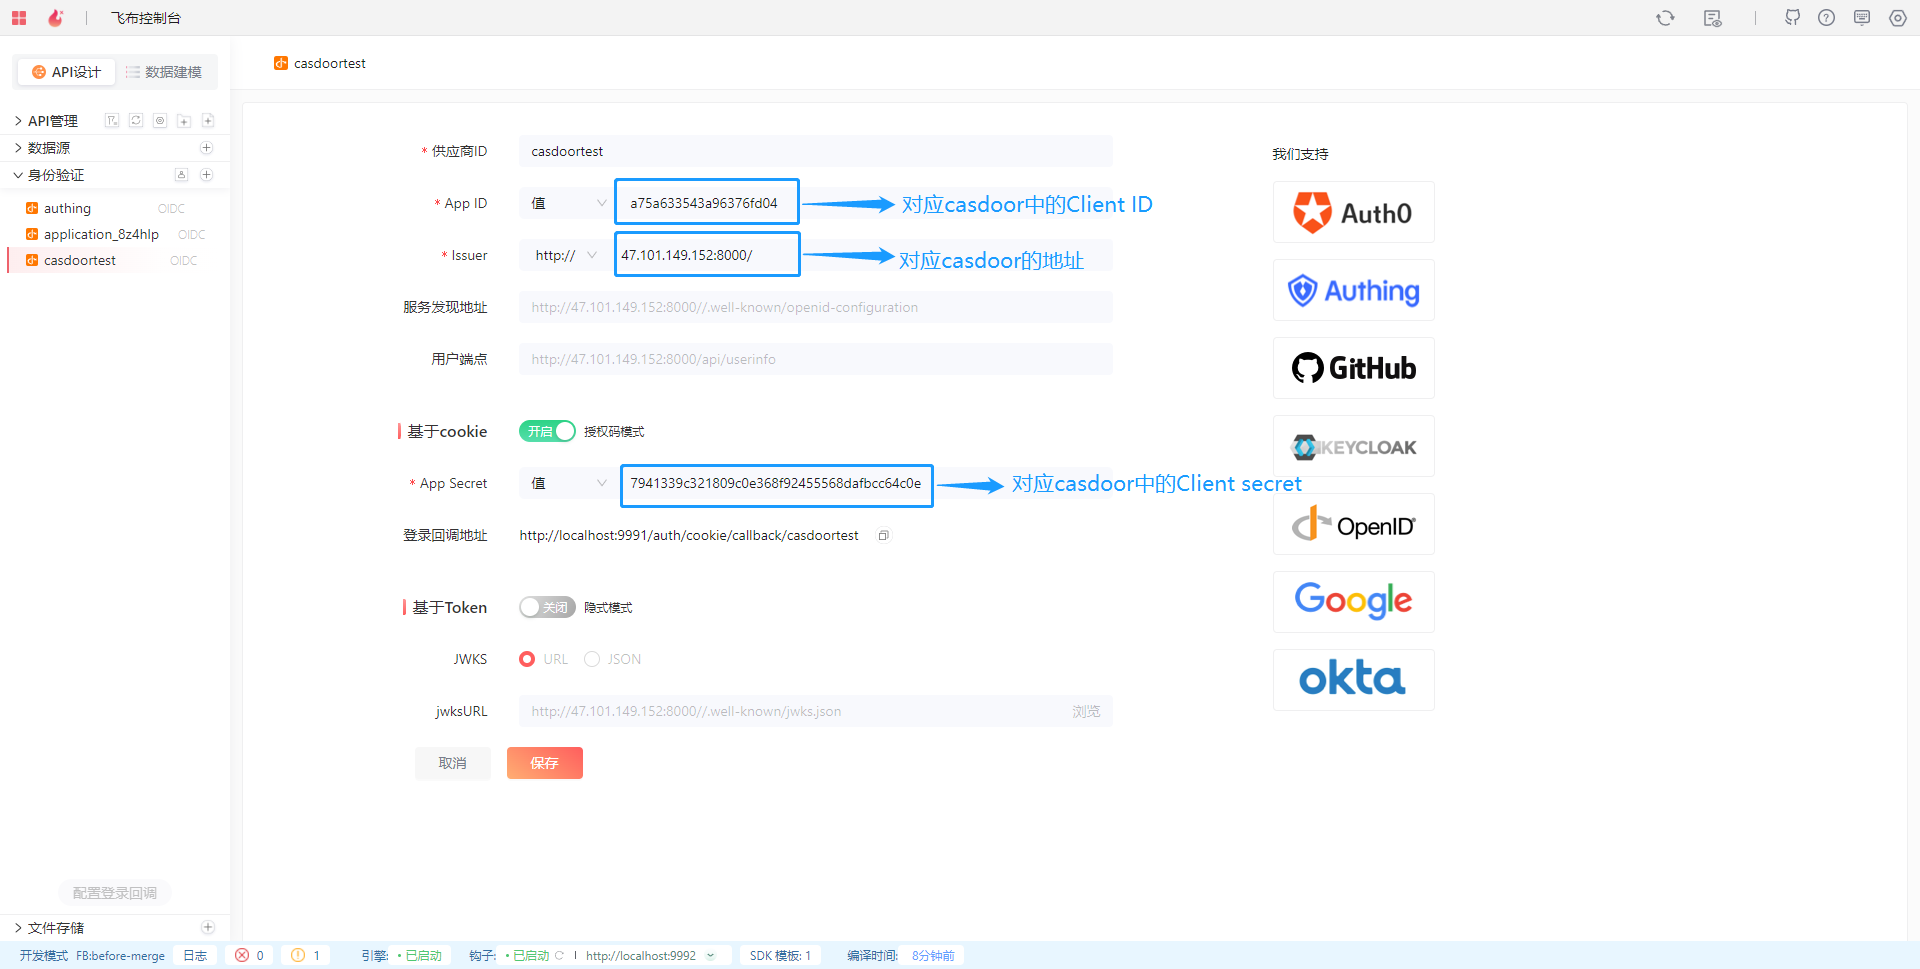 飞布控制台
API设计
数据建模
casdoortest
API管理
数据源
身份验证
authing OIDC
application_8z4hlp OIDC
casdoortest OIDC
* 供应商ID casdoortest
* App ID 值 a75a633543a96376fd04 对应casdoor中的Client ID
* Issuer http:// 47.101.149.152:8000/ 对应casdoor的地址
服务发现地址 http://47.101.149.152:8000//.well-known/openid-configuration
用户端点 http://47.101.149.152:8000/api/userinfo
基于cookie 开启 授权码模式
* App Secret 值 7941339c321809c0e368f92455568dafbcc64c0e 对应casdoor中的Client secret
登录回调地址 http://localhost:9991/auth/cookie/callback/casdoortest
基于Token 关闭 隐式模式
JWKS URL JSON
jwksURL http://47.101.149.152:8000//.well-known/jwks.json 浏览
取消 保存
我们支持
Auth0
Authing
GitHub
KEYCLOAK
OpenID
Google
okta
配置登录回调
文件存储
开发模式 FB:before-merge 日志 0 1 引擎: 已启动 钩子: 已启动 http://localhost:9992 SDK 模板: 1 编译时间: 8分钟前